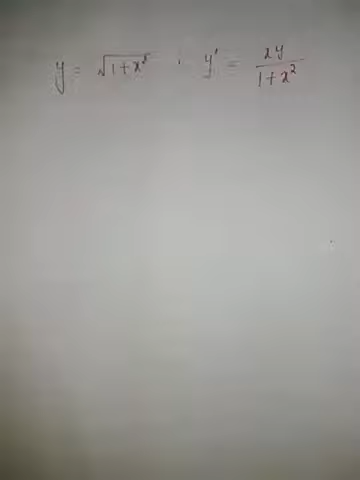 y = √1+x² , y' = xy/1+x²